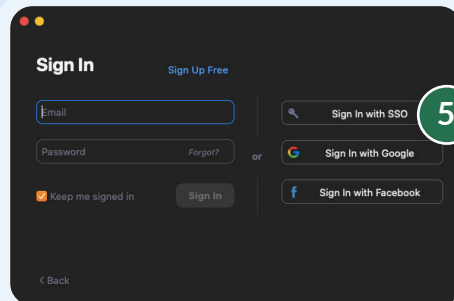 Sign In
Sign Up Free
Email
Password Forgot?
Keep me signed in
Sign In
or
Sign In with SSO
5
Sign In with Google
Sign In with Facebook
< Back